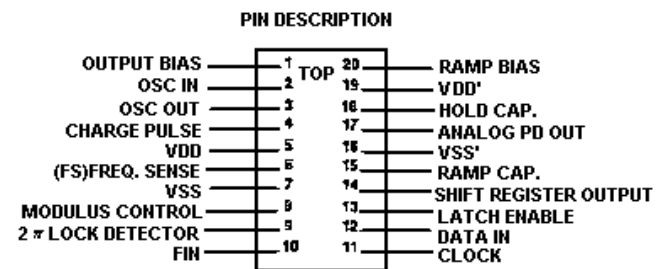 PIN DESCRIPTION
OUTPUT BIAS 1 TOP 20 RAMP BIAS
OSC IN 2 19 VDD'
OSC OUT 3 18 HOLD CAP.
CHARGE PULSE 4 17 ANALOG PD OUT
VDD 5 16 VSS'
(FS)FREQ. SENSE 6 15 RAMP CAP.
VSS 7 14 SHIFT REGISTER OUTPUT
MODULUS CONTROL 8 13 LATCH ENABLE
2 π LOCK DETECTOR 9 12 DATA IN
FIN 10 11 CLOCK